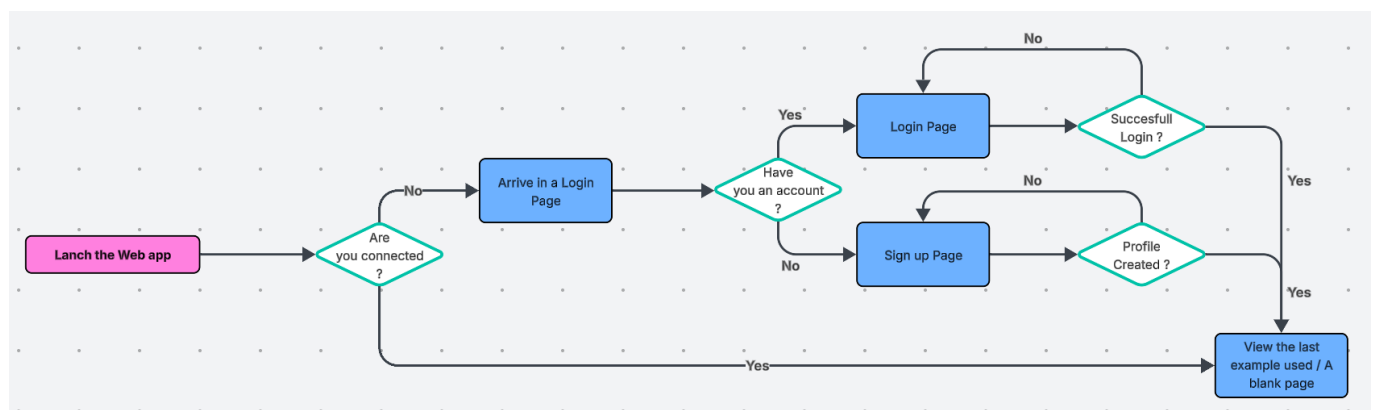 Lanch the Web app
Are
you connected
?
No
Yes
Arrive in a Login
Page
Have
you an account
?
Yes
No
Login Page
Succesfull
Login ?
No
Yes
Sign up Page
Profile
Created ?
No
Yes
View the last
example used / A
blank page